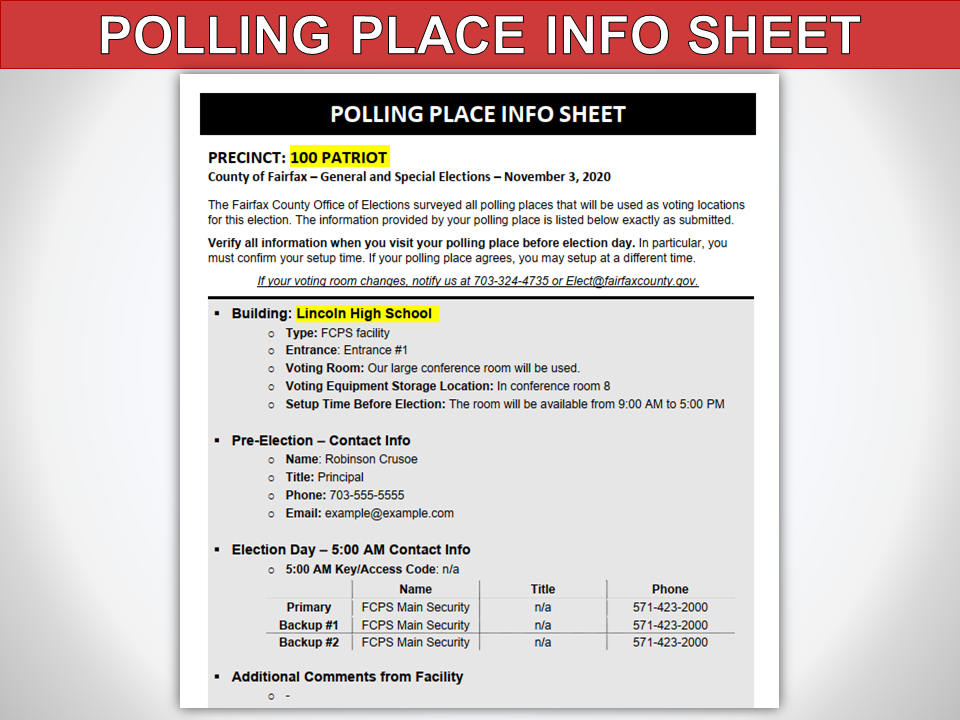 POLLING PLACE INFO SHEET
POLLING PLACE INFO SHEET
PRECINCT: 100 PATRIOT
County of Fairfax – General and Special Elections – November 3, 2020
The Fairfax County Office of Elections surveyed all polling places that will be used as voting locations
for this election. The information provided by your polling place is listed below exactly as submitted.
Verify all information when you visit your polling place before election day. In particular, you
must confirm your setup time. If your polling place agrees, you may setup at a different time.
If your voting room changes, notify us at 703-324-4735 or Elect@fairfaxcounty.gov.
▪ Building: Lincoln High School
o Type: FCPS facility
o Entrance: Entrance #1
o Voting Room: Our large conference room will be used.
o Voting Equipment Storage Location: In conference room 8
o Setup Time Before Election: The room will be available from 9:00 AM to 5:00 PM
▪ Pre-Election – Contact Info
o Name: Robinson Crusoe
o Title: Principal
o Phone: 703-555-5555
o Email: example@example.com
▪ Election Day – 5:00 AM Contact Info
o 5:00 AM Key/Access Code: n/a
Name Title Phone
Primary FCPS Main Security n/a 571-423-2000
Backup #1 FCPS Main Security n/a 571-423-2000
Backup #2 FCPS Main Security n/a 571-423-2000
▪ Additional Comments from Facility
o -